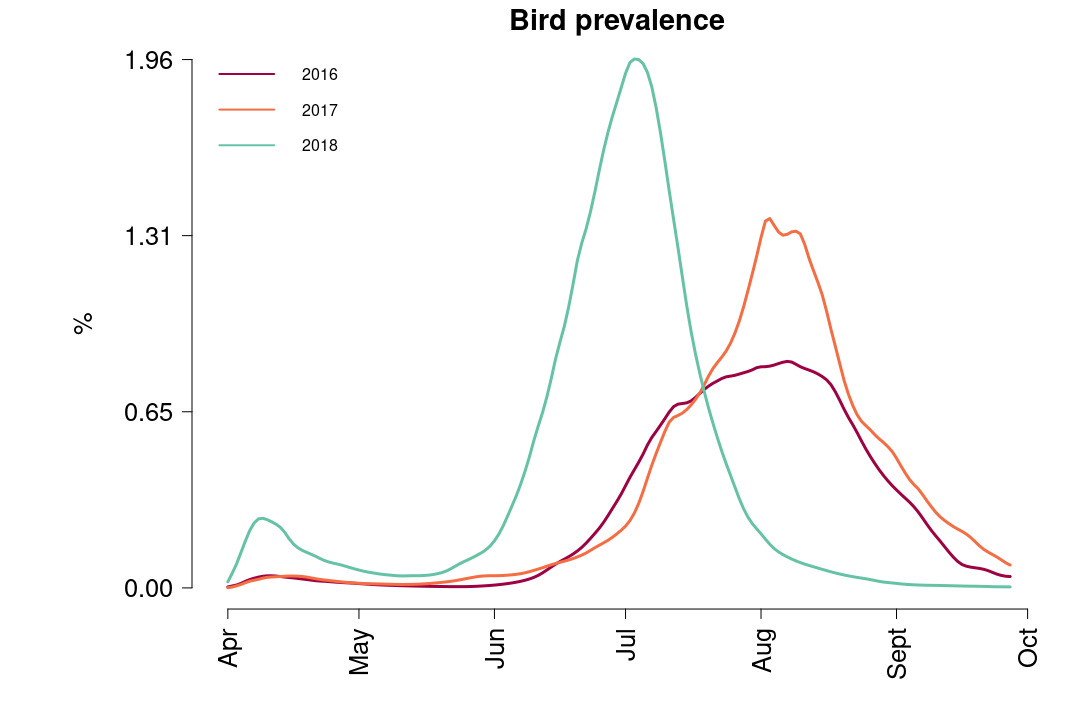 Bird prevalence
1.96
1.31
0.65
0.00
%
2016
2017
2018
Apr
May
Jun
Jul
Aug
Sept
Oct